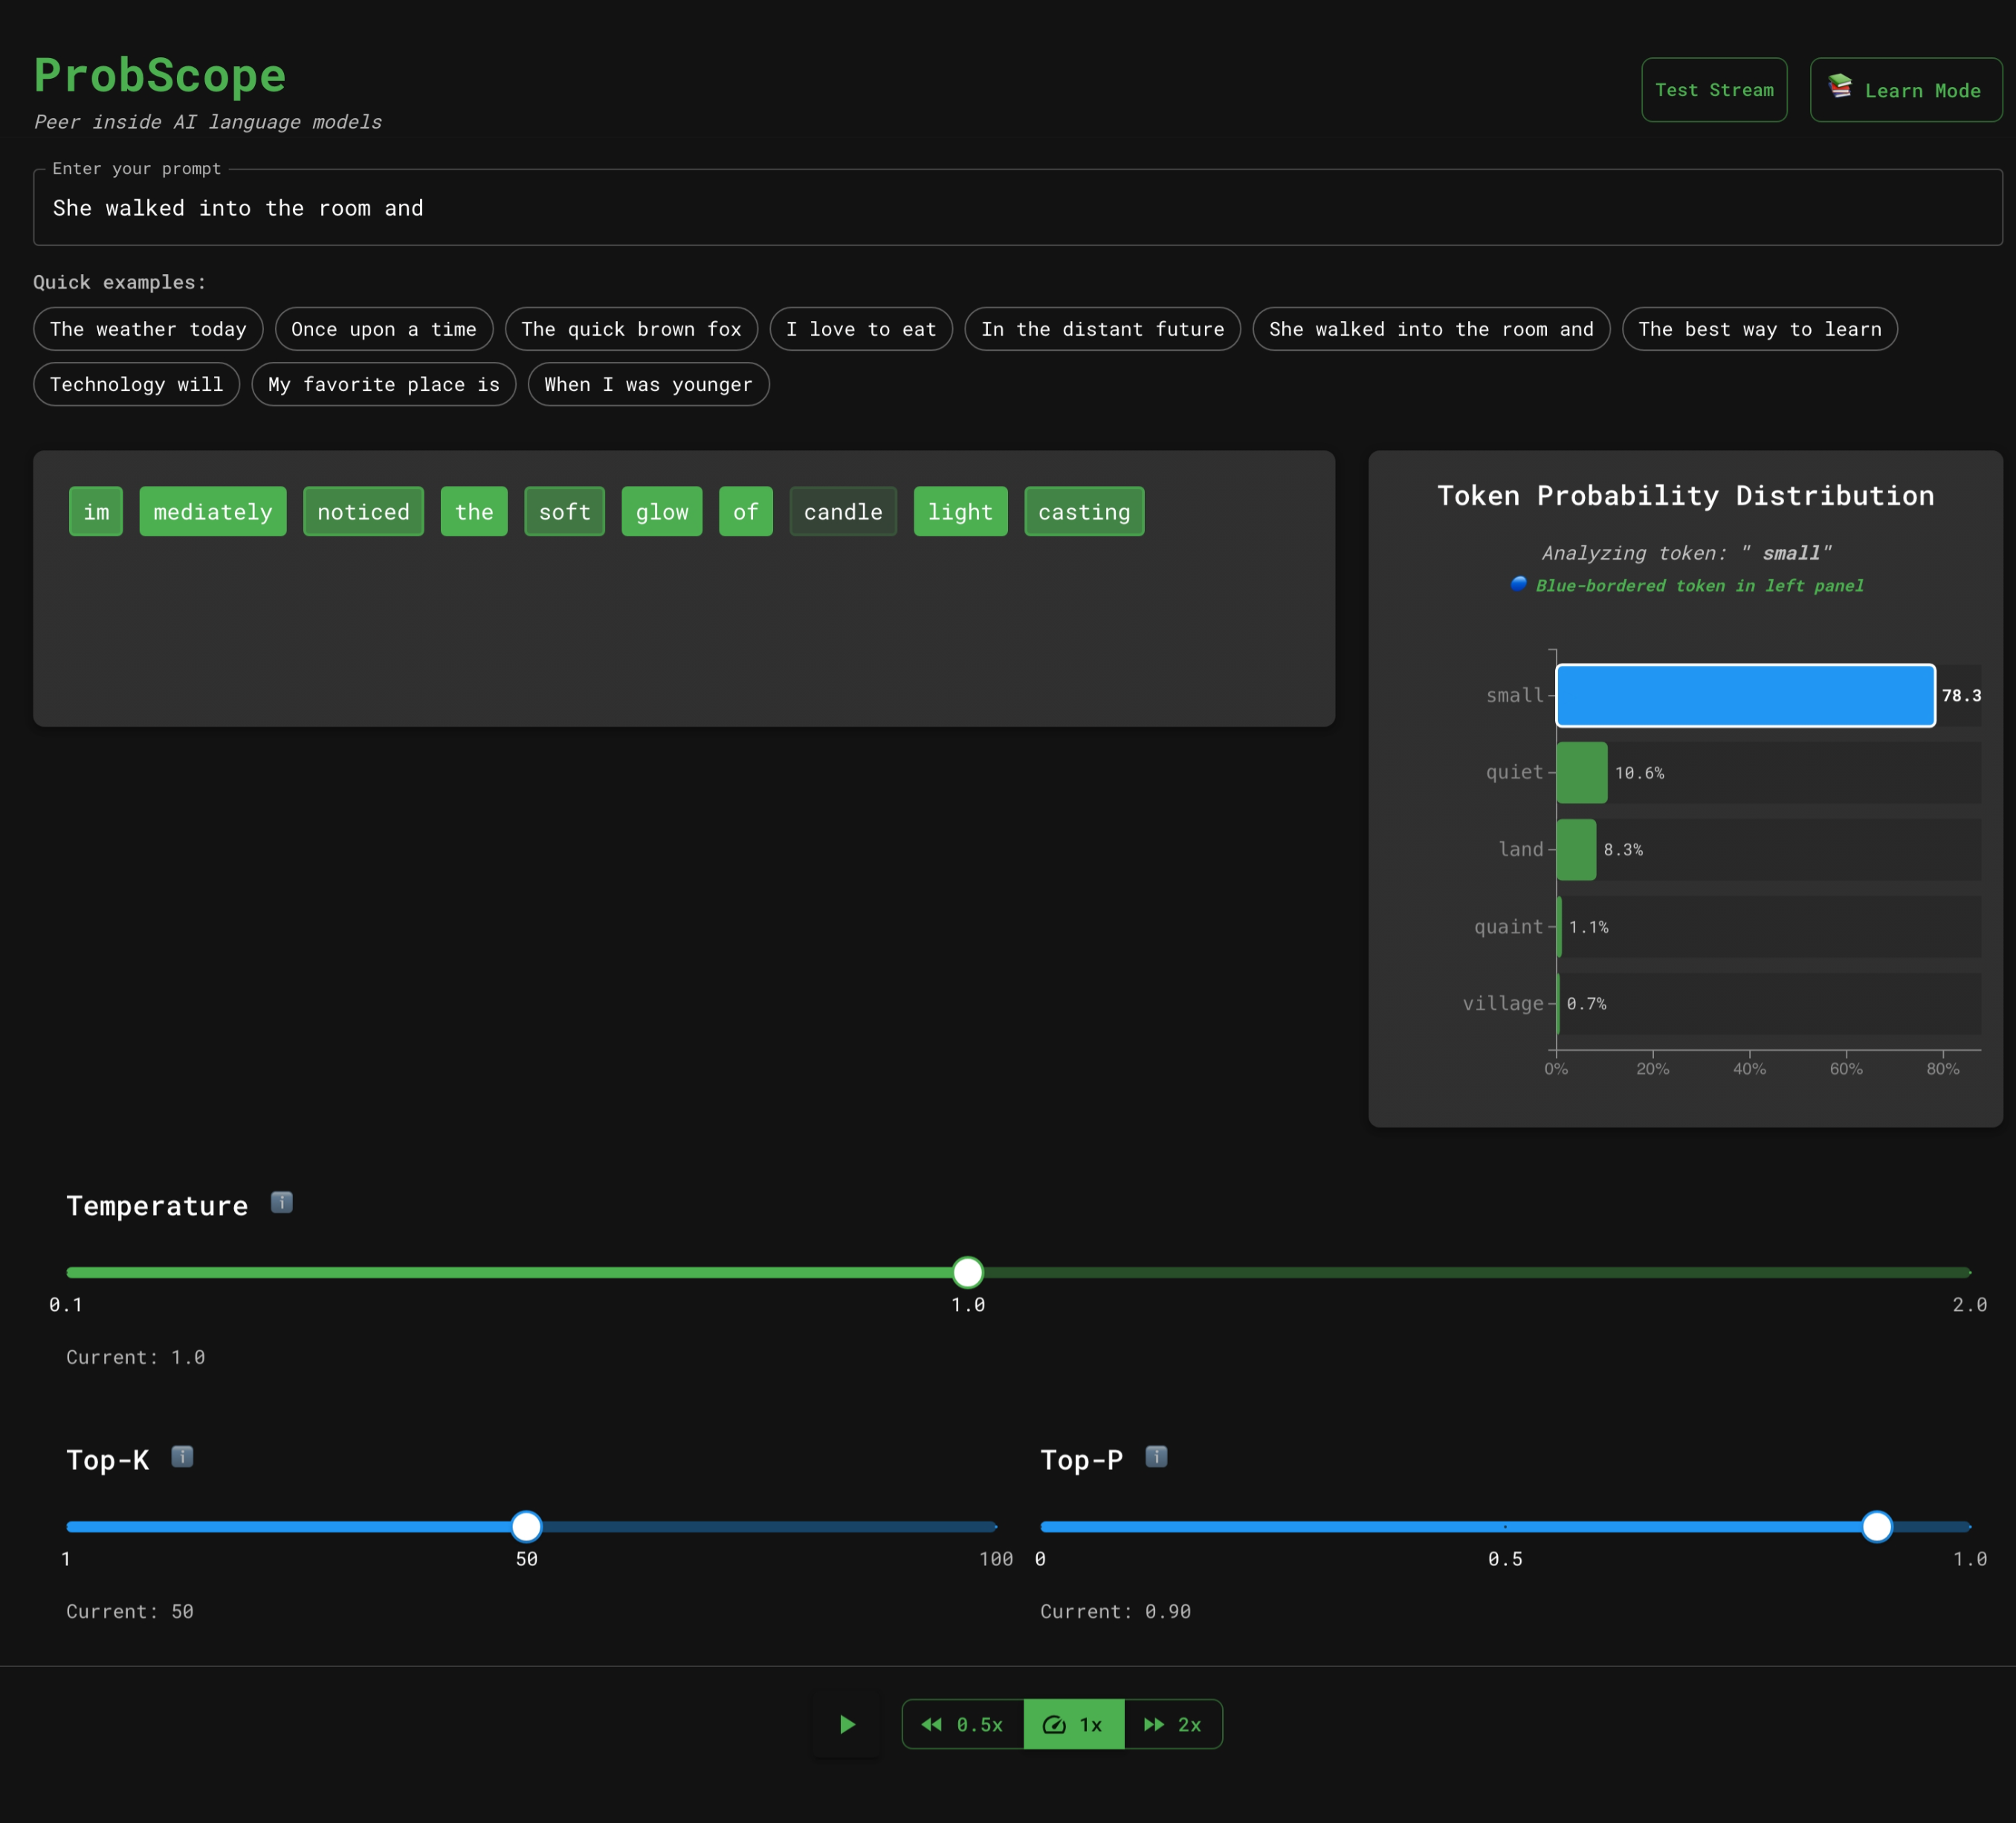 ProbScope
Peer inside AI language models
Test Stream
Learn Mode
Enter your prompt
She walked into the room and
Quick examples:
The weather today
Once upon a time
The quick brown fox
I love to eat
In the distant future
She walked into the room and
The best way to learn
Technology will
My favorite place is
When I was younger
im mediately noticed the soft glow of candle light casting
Token Probability Distribution
Analyzing token: " small"
Blue-bordered token in left panel
small 78.3
quiet 10.6%
land 8.3%
quaint 1.1%
village 0.7%
0% 20% 40% 60% 80%
Temperature i
0.1 1.0 2.0
Current: 1.0
Top-K i
1 50 100
Current: 50
Top-P i
0 0.5 1.0
Current: 0.90
0.5x 1x 2x